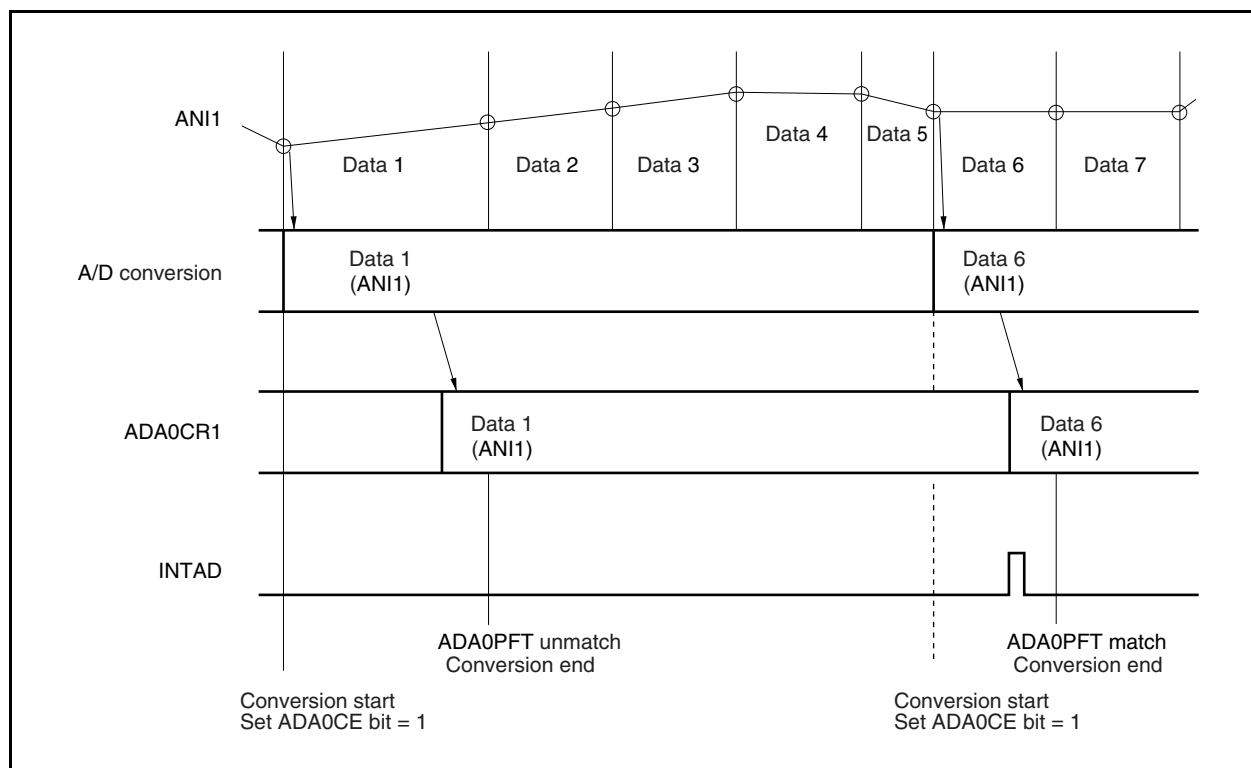 ANI1
Data 1
Data 2
Data 3
Data 4
Data 5
Data 6
Data 7
A/D conversion
Data 1
(ANI1)
Data 6
(ANI1)
ADA0CR1
Data 1
(ANI1)
Data 6
(ANI1)
INTAD
ADA0PFT unmatch
Conversion end
ADA0PFT match
Conversion end
Conversion start
Set ADA0CE bit = 1
Conversion start
Set ADA0CE bit = 1